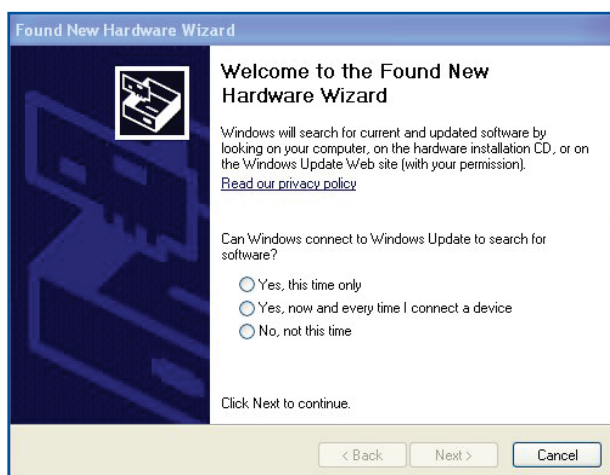 Found New Hardware Wizard
Welcome to the Found New
Hardware Wizard
Windows will search for current and updated software by
looking on your computer, on the hardware installation CD, or on
the Windows Update Web site (with your permission).
Read our privacy policy
Can Windows connect to Windows Update to search for
software?
Yes, this time only
Yes, now and every time I connect a device
No, not this time
Click Next to continue.
< Back Next > Cancel